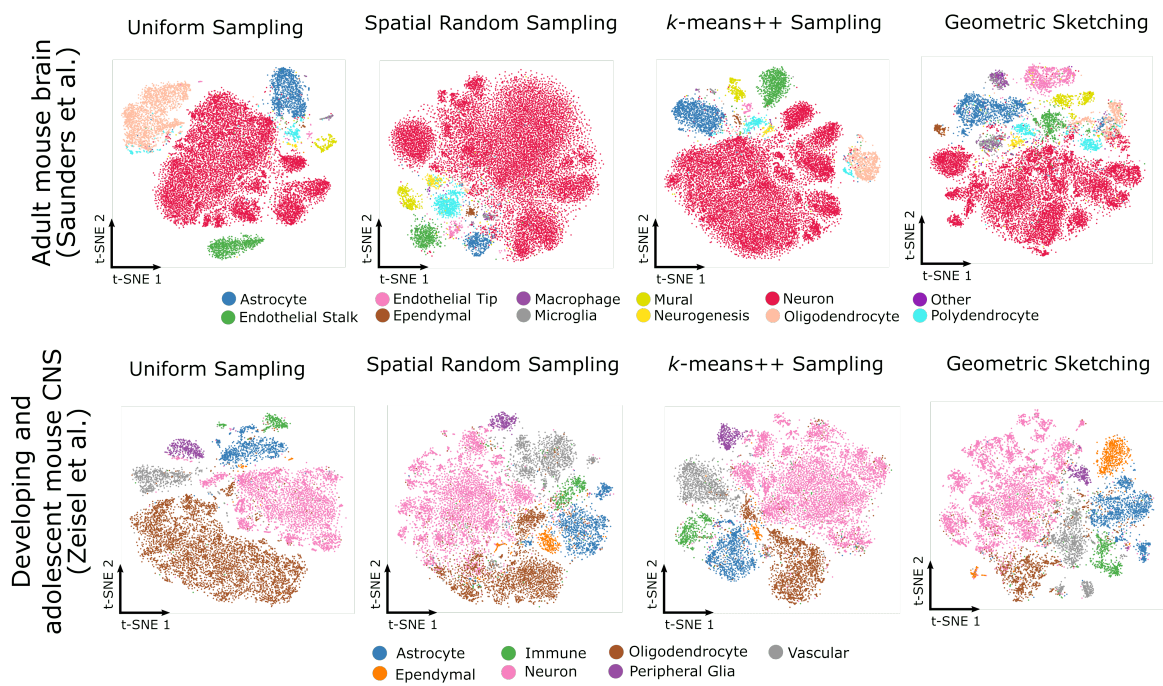 Uniform Sampling
Spatial Random Sampling
k-means++ Sampling
Geometric Sketching
Adult mouse brain
(Saunders et al.)
t-SNE 2
t-SNE 1
t-SNE 2
t-SNE 1
t-SNE 2
t-SNE 1
t-SNE 2
t-SNE 1
Astrocyte
Endothelial Stalk
Endothelial Tip
Ependymal
Macrophage
Microglia
Mural
Neurogenesis
Neuron
Oligodendrocyte
Other
Polydendrocyte
Uniform Sampling
Spatial Random Sampling
k-means++ Sampling
Geometric Sketching
Developing and
adolescent mouse CNS
(Zeisel et al.)
t-SNE 2
t-SNE 1
t-SNE 2
t-SNE 1
t-SNE 2
t-SNE 1
t-SNE 2
t-SNE 1
Astrocyte
Ependymal
Immune
Neuron
Oligodendrocyte
Peripheral Glia
Vascular